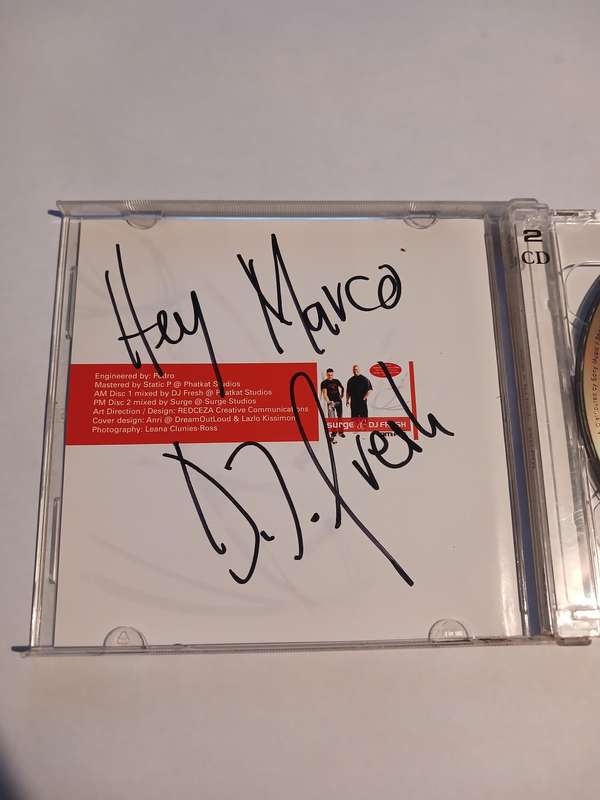 Hey Marco
Engineered by: Pedro
Mastered by Static P @ Phatkat Studios
AM Disc 1 mixed by DJ Fresh @ Phatkat Studios
PM Disc 2 mixed by Surge @ Surge Studios
Art Direction / Design: REDCEZA Creative Communications
Cover design: Anri @ DreamOutLoud & Lazlo Kissimon
Photography: Leana Clunies-Ross
surge & DJ FRESH
D.J. Fresh
2
CD